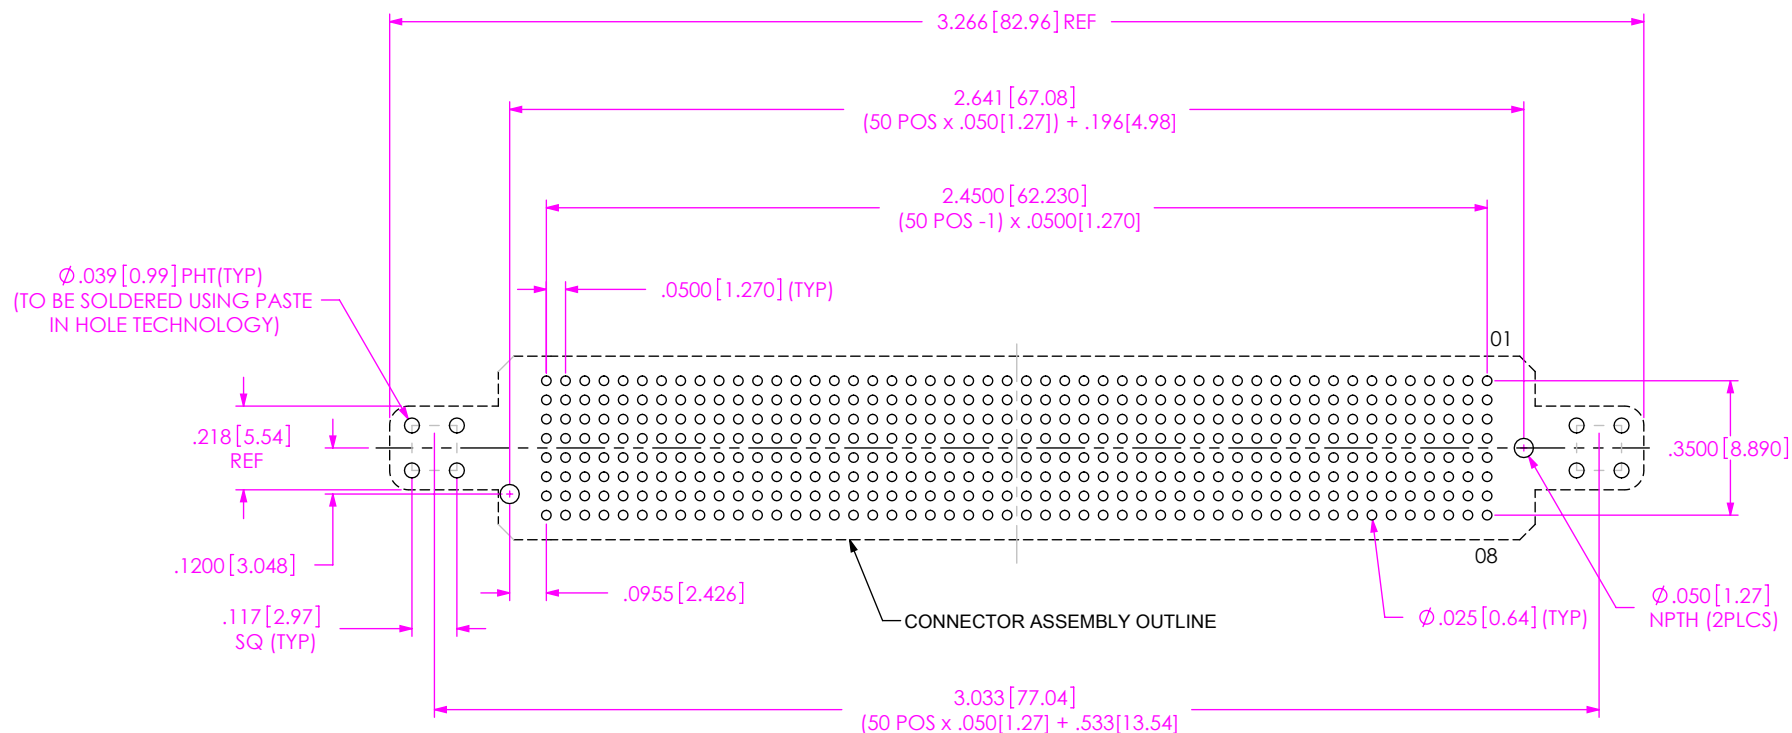 3.266 [82.96] REF
2.641 [67.08]
(50 POS x .050[1.27]) + .196[4.98]
2.4500 [62.230]
(50 POS -1) x .0500[1.270]
Ø.039 [0.99] PHT(TYP)
(TO BE SOLDERED USING PASTE
IN HOLE TECHNOLOGY)
.0500 [1.270] (TYP)
01
.218 [5.54]
REF
.3500 [8.890]
08
.1200 [3.048]
.0955 [2.426]
.117 [2.97]
SQ (TYP)
CONNECTOR ASSEMBLY OUTLINE
Ø.025 [0.64] (TYP)
Ø.050 [1.27]
NPTH (2PLCS)
3.033 [77.04]
(50 POS x .050[1.27] + .533[13.54]